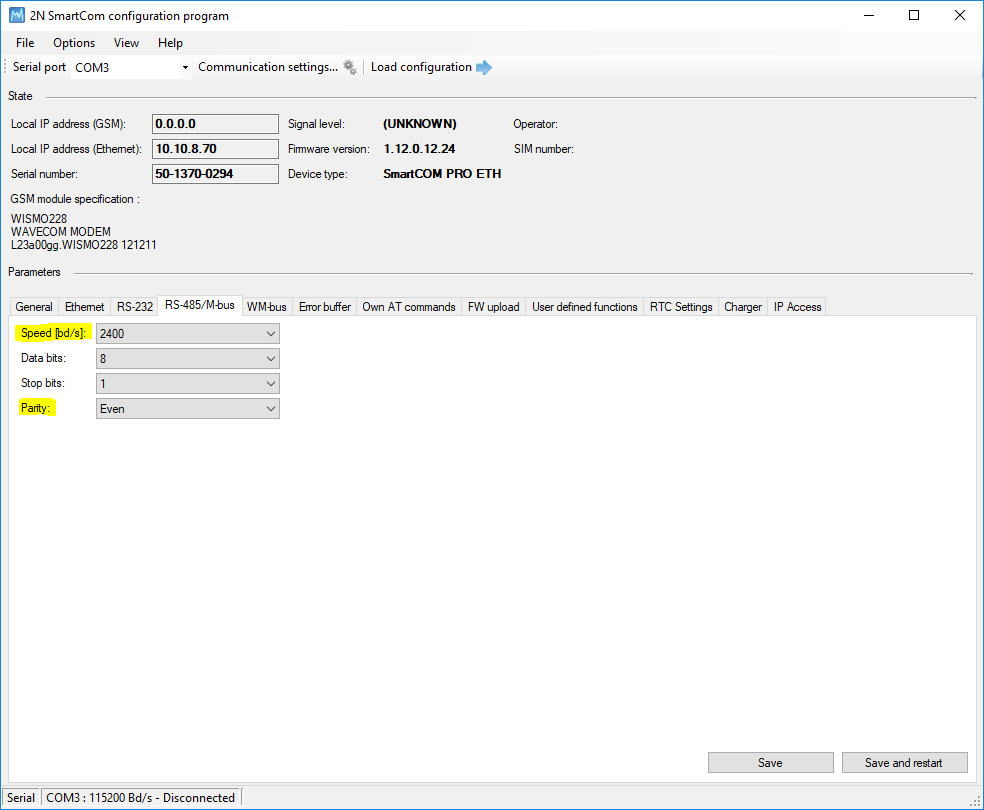 2N SmartCom configuration program
File Options View Help
Serial port COM3 Communication settings... Load configuration
State
Local IP address (GSM): 0.0.0.0 Signal level: (UNKNOWN) Operator:
Local IP address (Ethernet): 10.10.8.70 Firmware version: 1.12.0.12.24 SIM number:
Serial number: 50-1370-0294 Device type: SmartCOM PRO ETH
GSM module specification :
WISMO228
WAVECOM MODEM
L23a00gg.WISMO228 121211
Parameters
General Ethernet RS-232 RS-485/M-bus WM-bus Error buffer Own AT commands FW upload User defined functions RTC Settings Charger IP Access
Speed [bd/s]: 2400
Data bits: 8
Stop bits: 1
Parity: Even
Save Save and restart
Serial COM3 : 115200 Bd/s - Disconnected